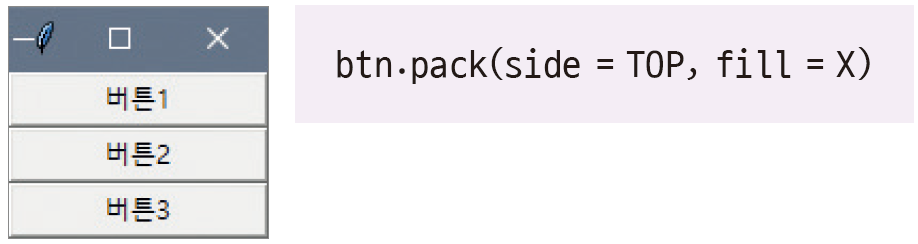 버튼1
버튼2
버튼3
btn.pack(side = TOP, fill = X)